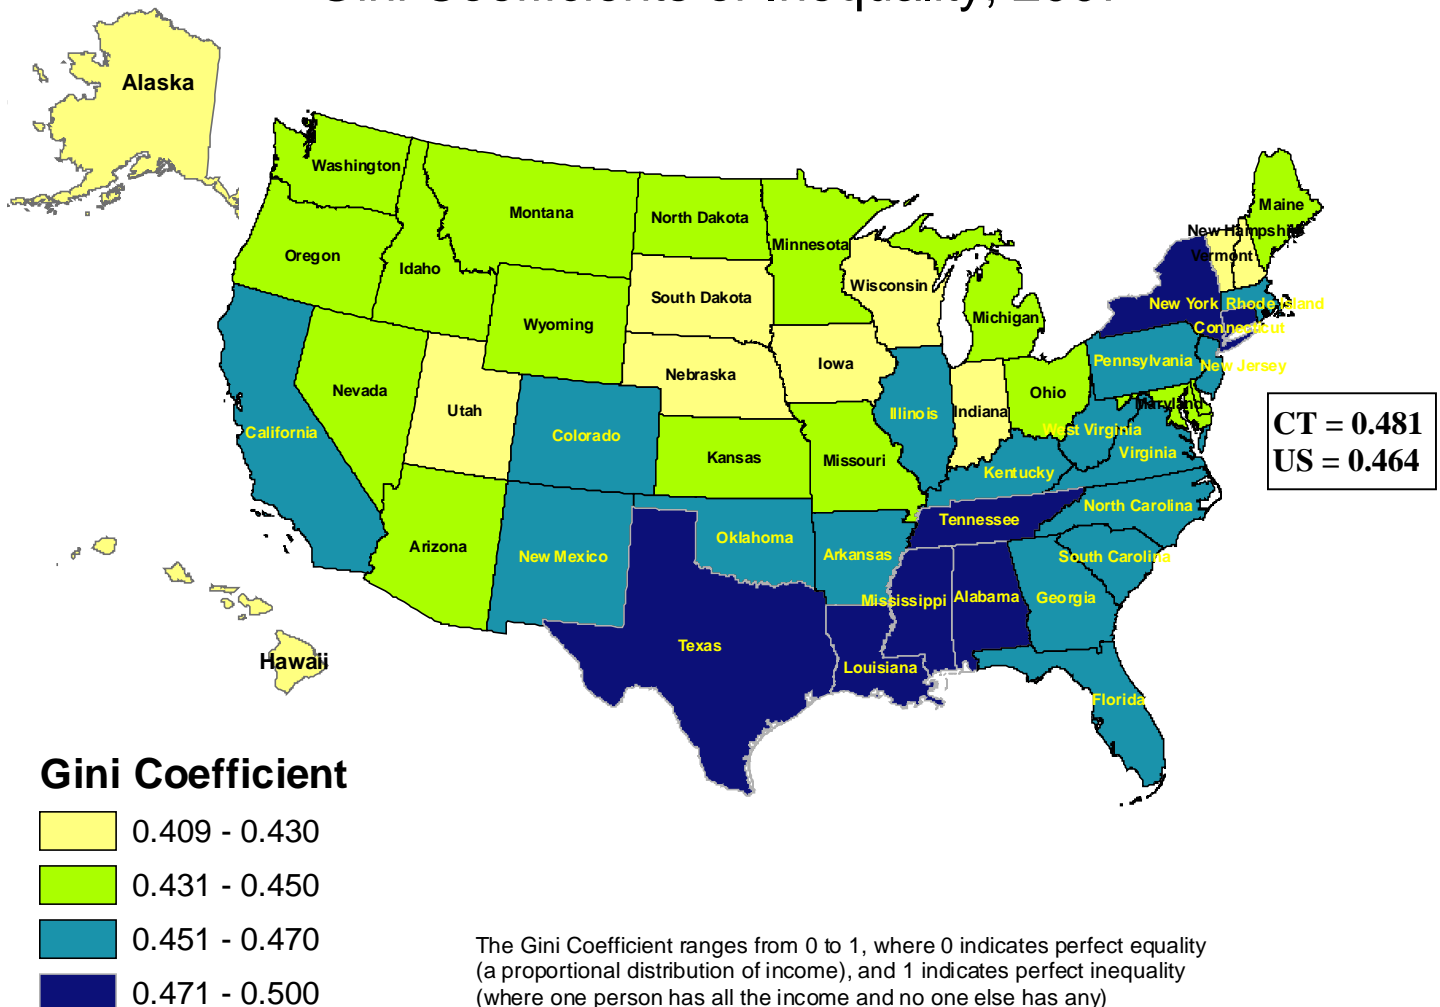 Gini Coefficients of Inequality, 2007
Alaska
Washington
Montana
North Dakota
Minnesota
Maine
New Hampshire
Vermont
Oregon
Idaho
Wisconsin
South Dakota
Wyoming
Michigan
New York
Rhode Island
Connecticut
Iowa
Pennsylvania
New Jersey
Nebraska
Nevada
Utah
Ohio
Indiana
Illinois
Maryland
California
Colorado
West Virginia
Virginia
CT = 0.481
US = 0.464
Kansas
Missouri
Kentucky
North Carolina
Tennessee
Arizona
New Mexico
Oklahoma
Arkansas
South Carolina
Mississippi
Alabama
Georgia
Texas
Louisiana
Hawaii
Florida
Gini Coefficient
0.409 - 0.430
0.431 - 0.450
0.451 - 0.470
0.471 - 0.500
The Gini Coefficient ranges from 0 to 1, where 0 indicates perfect equality
(a proportional distribution of income), and 1 indicates perfect inequality
(where one person has all the income and no one else has any)